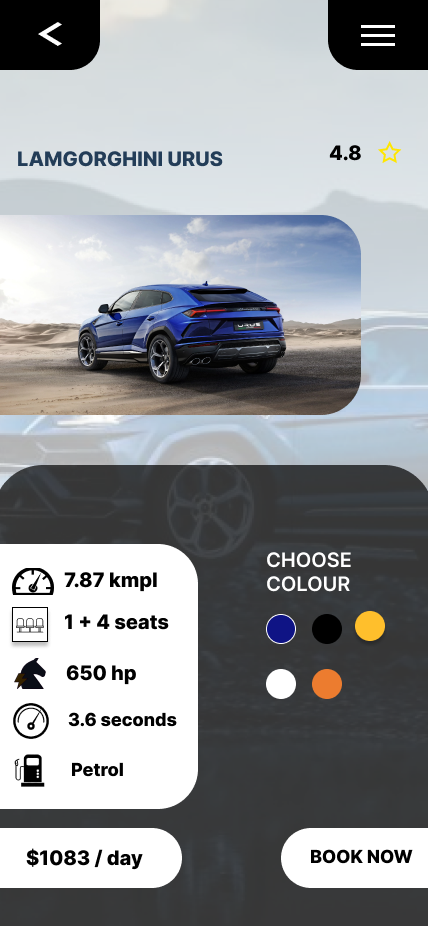 LAMGORGHINI URUS
4.8
URUS
7.87 kmpl
1 + 4 seats
650 hp
3.6 seconds
Petrol
CHOOSE
COLOUR
$1083 / day
BOOK NOW